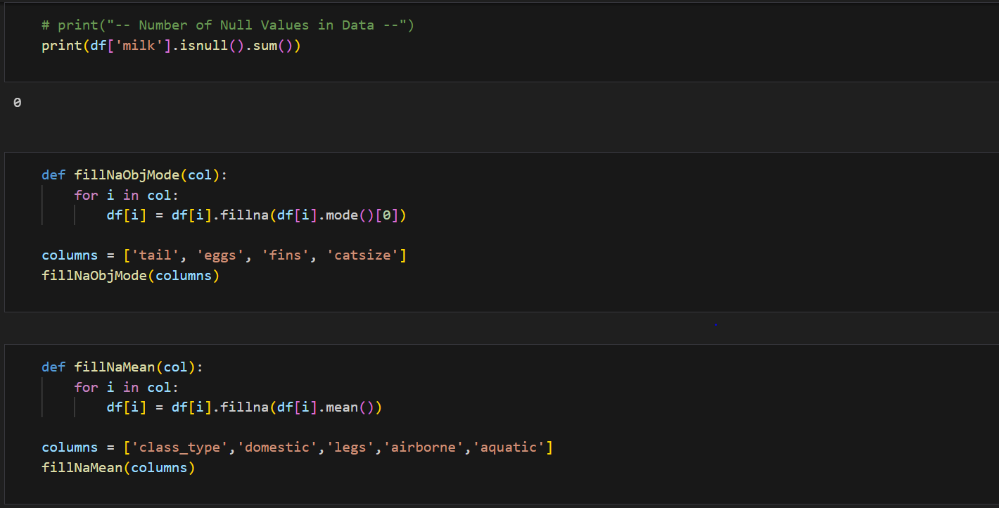 # print("-- Number of Null Values in Data --")
print(df['milk'].isnull().sum())
0
def fillNaObjMode(col):
    for i in col:
        df[i] = df[i].fillna(df[i].mode()[0])
columns = ['tail', 'eggs', 'fins', 'catsize']
fillNaObjMode(columns)
def fillNaMean(col):
    for i in col:
        df[i] = df[i].fillna(df[i].mean())
columns = ['class_type','domestic','legs','airborne','aquatic']
fillNaMean(columns)